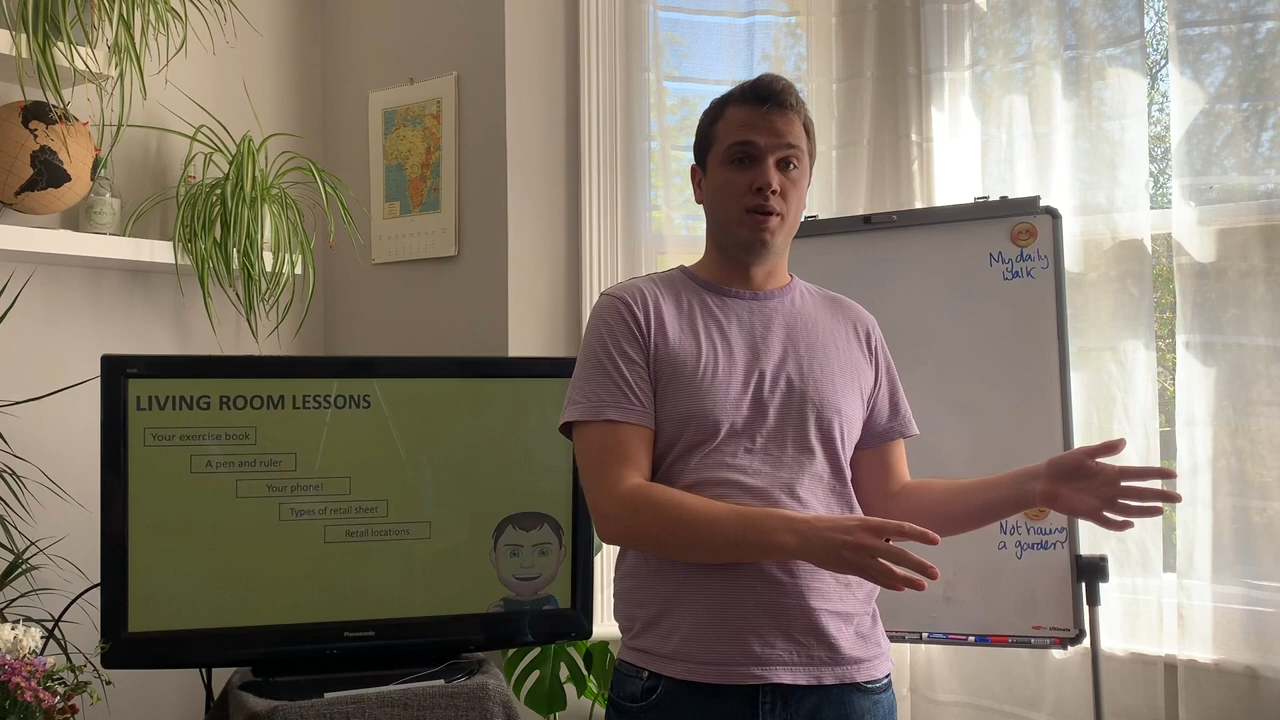 LIVING ROOM LESSONS
Your exercise book
A pen and ruler
Your phone!
Types of retail sheet
Retail locations
Panasonic
My daily
walk
Not having
a garden
Ultimate